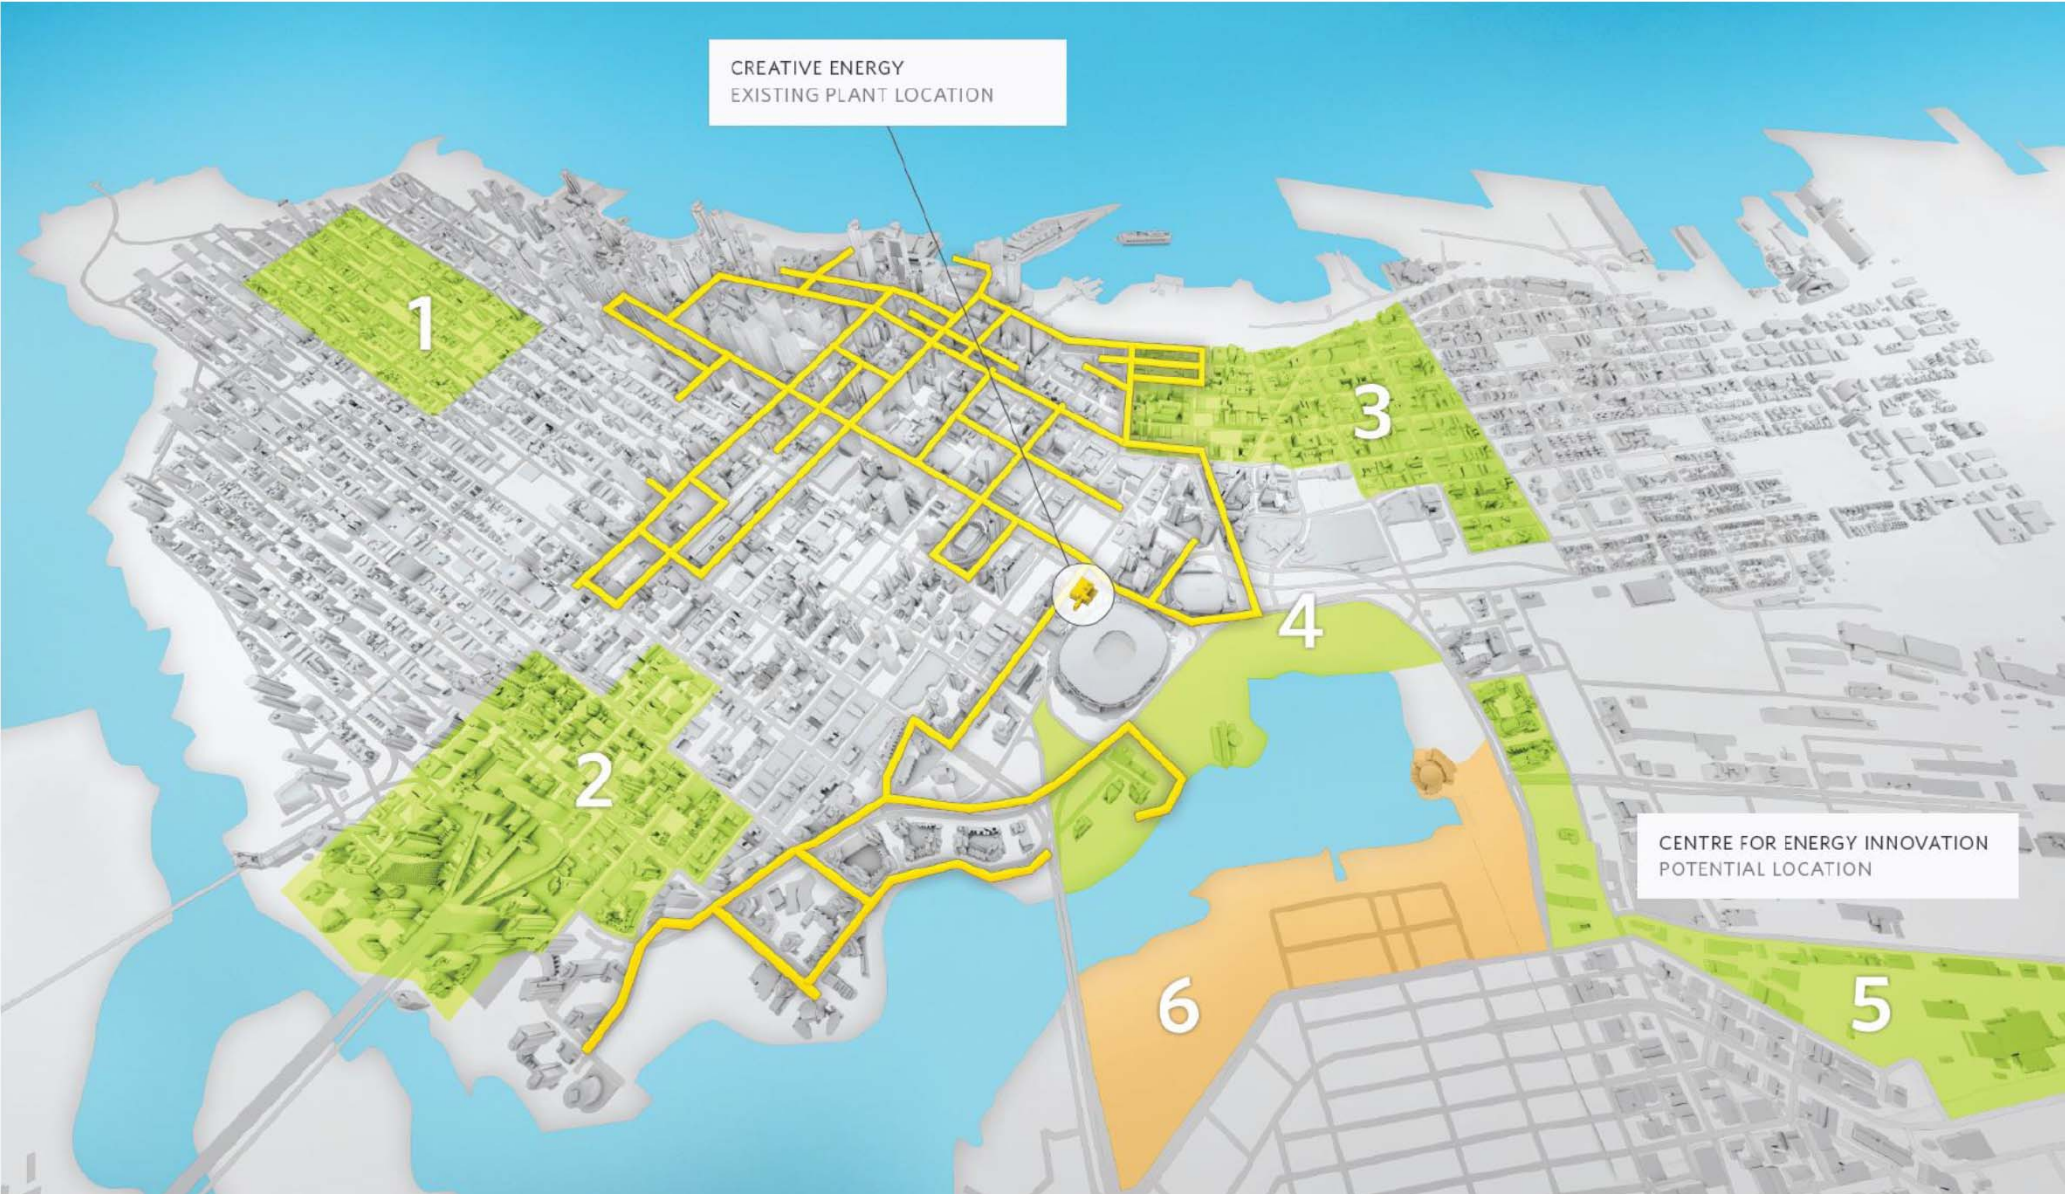 CREATIVE ENERGY
EXISTING PLANT LOCATION
1
3
4
2
CENTRE FOR ENERGY INNOVATION
POTENTIAL LOCATION
6
5